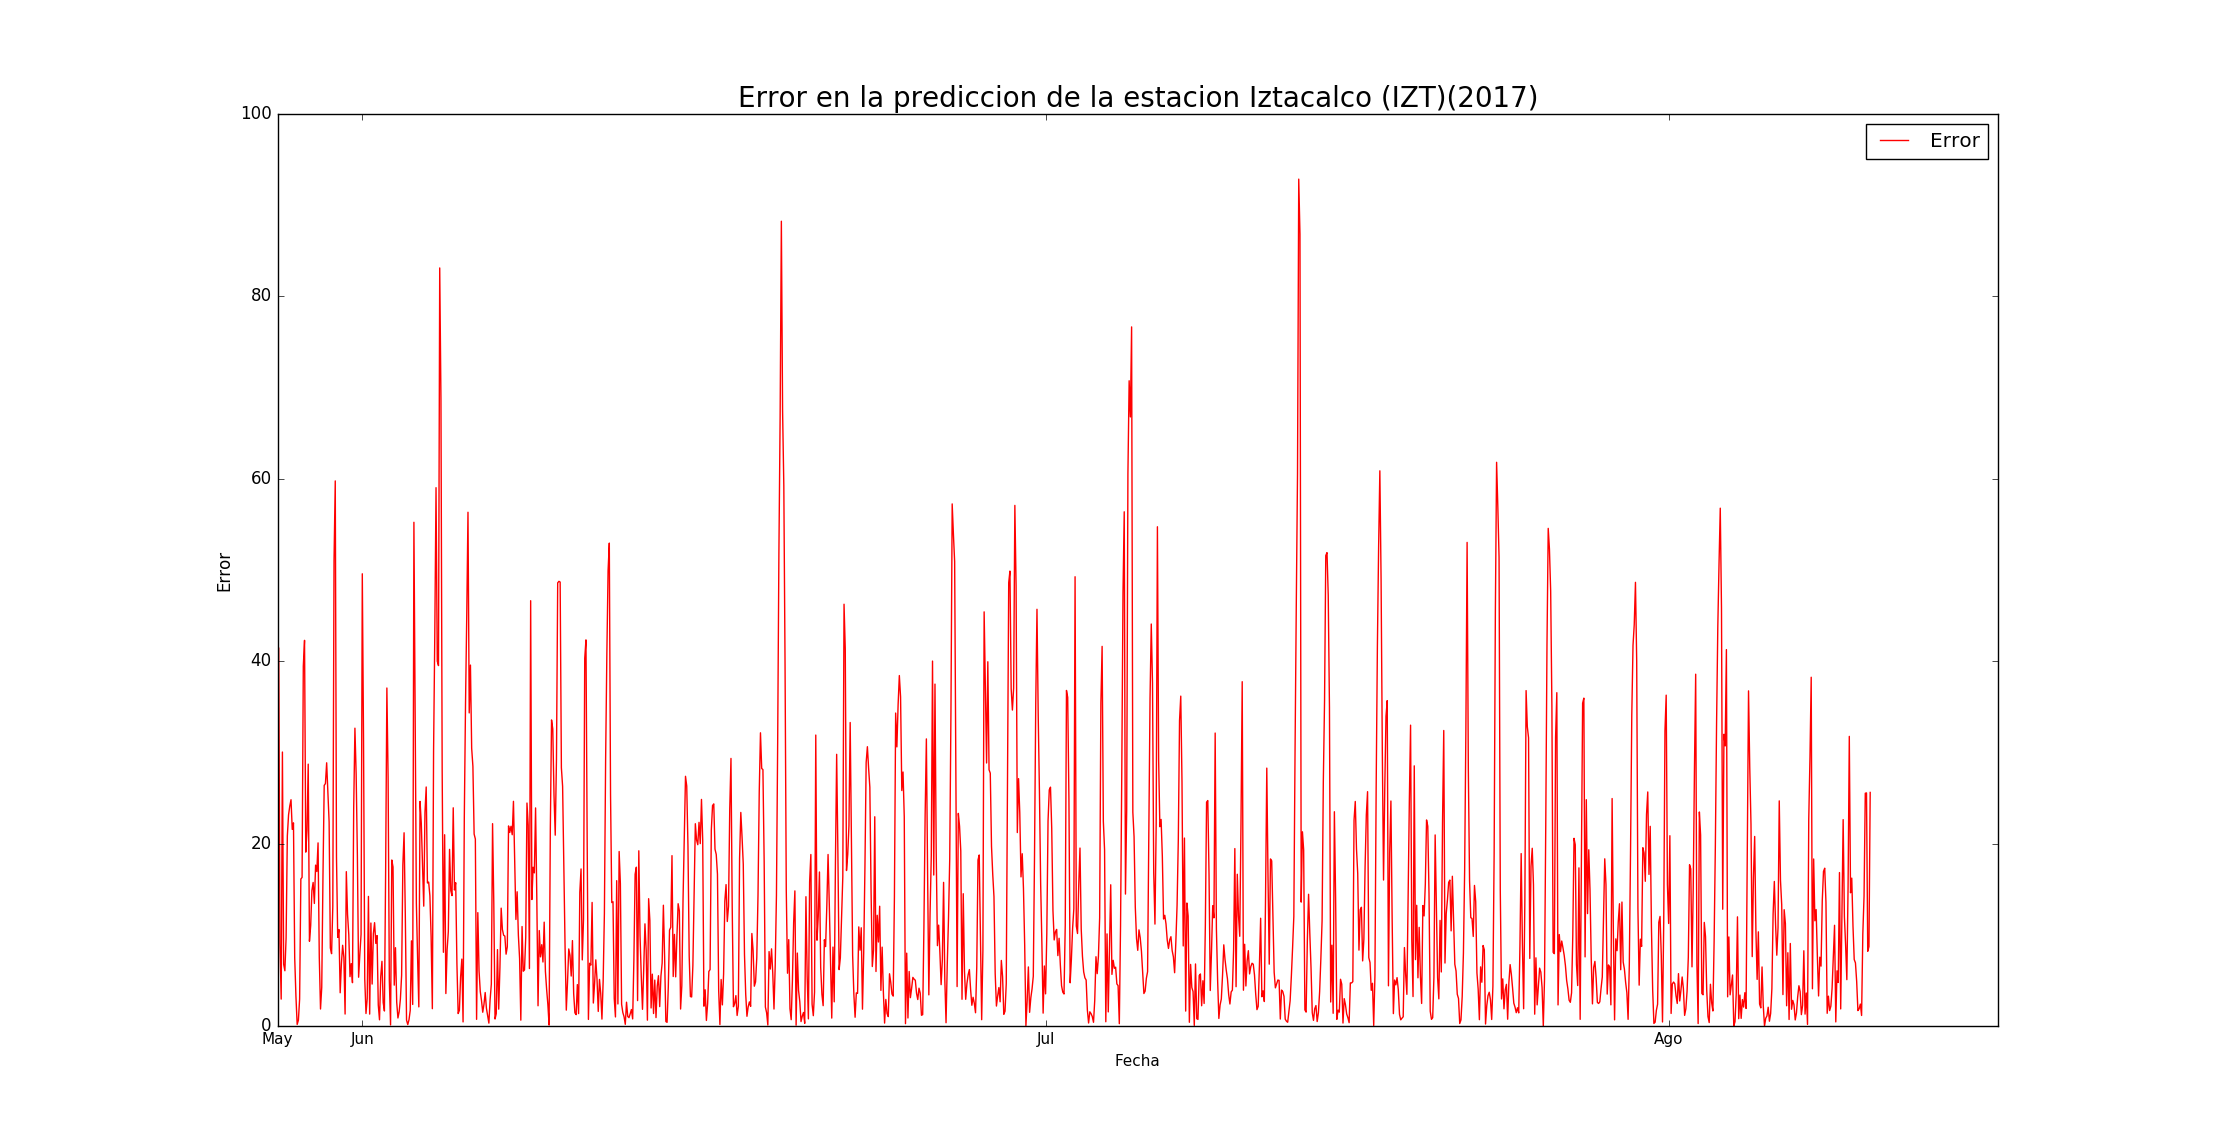 Error en la prediccion de la estacion Iztacalco (IZT)(2017)
100
Error
80
60
Error
40
20
0
May Jun Jul Ago
Fecha